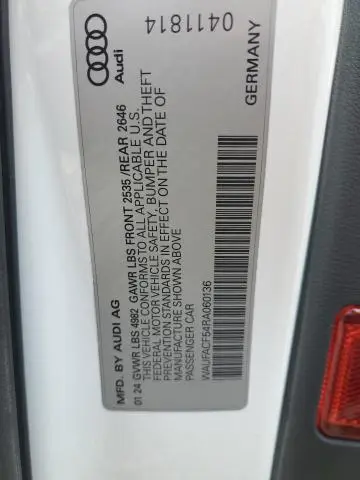 MFD. BY AUDI AG
01 24 GVWR LBS 4982 GAWR LBS FRONT 2535 /REAR 2646
THIS VEHICLE CONFORMS TO ALL APPLICABLE U.S.
FEDERAL MOTOR VEHICLE SAFETY, BUMPER AND THEFT
PREVENTION STANDARDS IN EFFECT ON THE DATE OF
MANUFACTURE SHOWN ABOVE
PASSENGER CAR
WAUFACF54RA060136
Audi
0411814
GERMANY